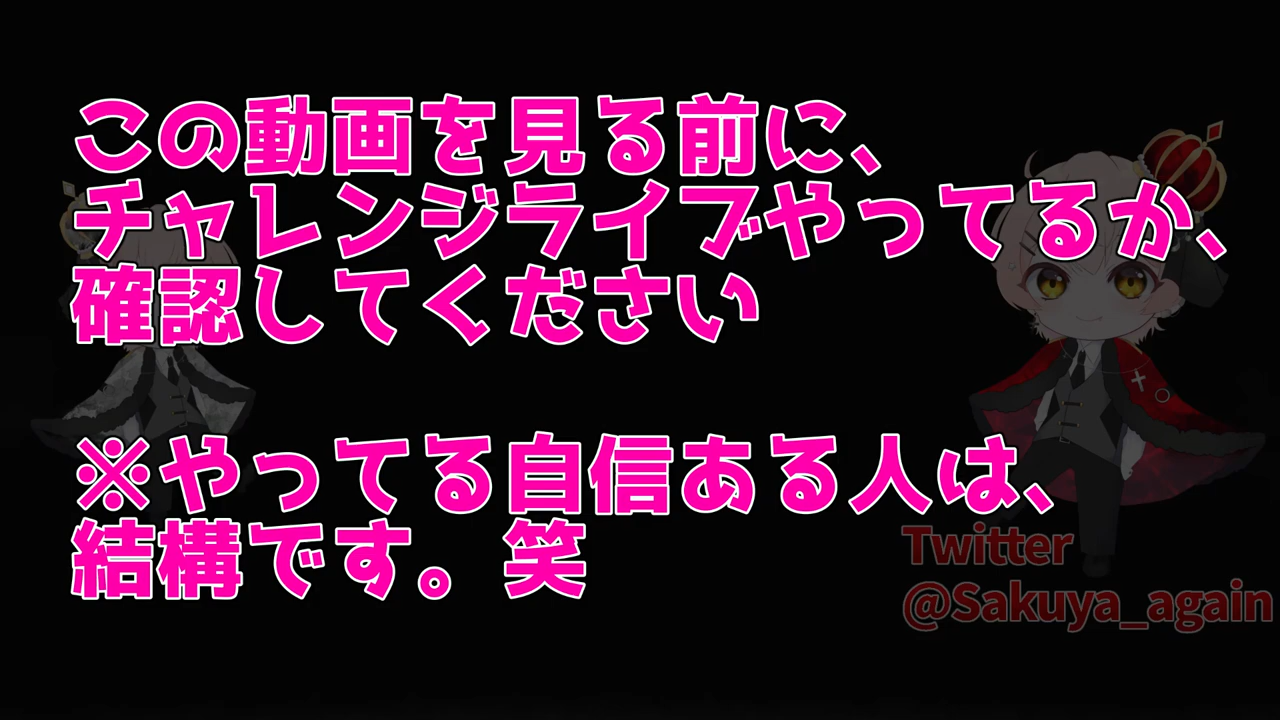 この動画を見る前に、
チャレンジライブやってるか、
確認してください
※やってる自信ある人は、
結構です。笑
Twitter
@Sakuya_again